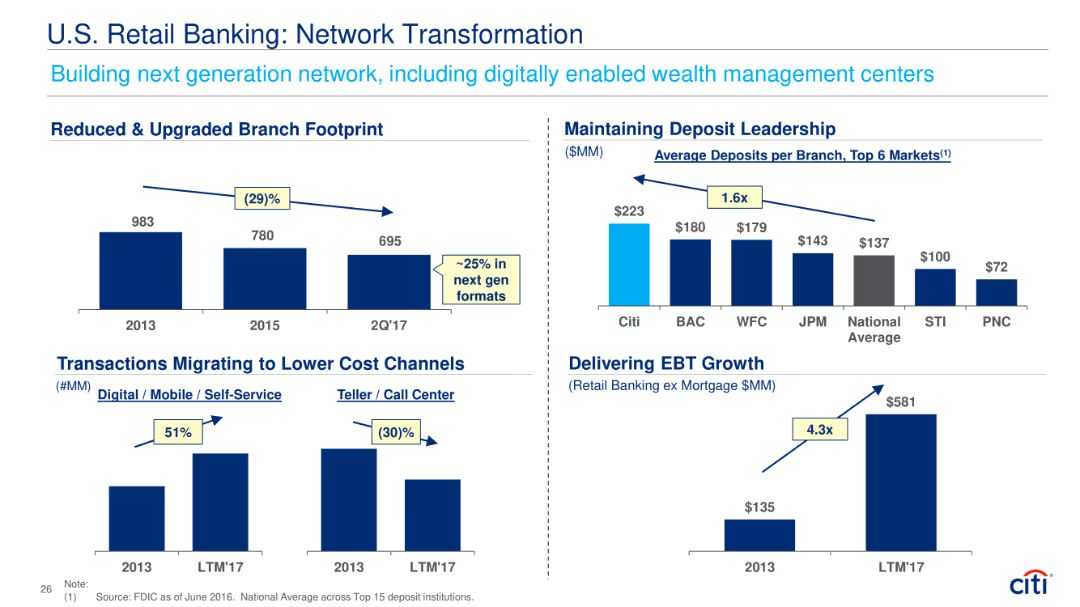 U.S. Retail Banking: Network Transformation
Building next generation network, including digitally enabled wealth management centers
Reduced & Upgraded Branch Footprint
(29)%
983
780
695
~25% in
next gen
formats
2013
2015
2Q'17
Maintaining Deposit Leadership
($MM)
Average Deposits per Branch, Top 6 Markets(1)
1.6x
$223
$180
$179
$143
$137
$100
$72
Citi
BAC
WFC
JPM
National
Average
STI
PNC
Transactions Migrating to Lower Cost Channels
(#MM)
Digital / Mobile / Self-Service
51%
2013
LTM'17
Teller / Call Center
(30)%
2013
LTM'17
Delivering EBT Growth
(Retail Banking ex Mortgage $MM)
4.3x
$135
$581
2013
LTM'17
26
Note:
(1) Source: FDIC as of June 2016. National Average across Top 15 deposit institutions.
citi